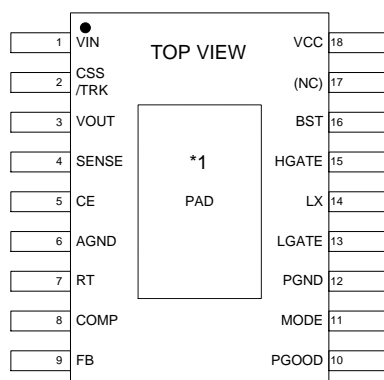 TOP VIEW
1 VIN
2 CSS
/TRK
3 VOUT
4 SENSE
5 CE
6 AGND
7 RT
8 COMP
9 FB
*1
PAD
VCC 18
(NC) 17
BST 16
HGATE 15
LX 14
LGATE 13
PGND 12
MODE 11
PGOOD 10